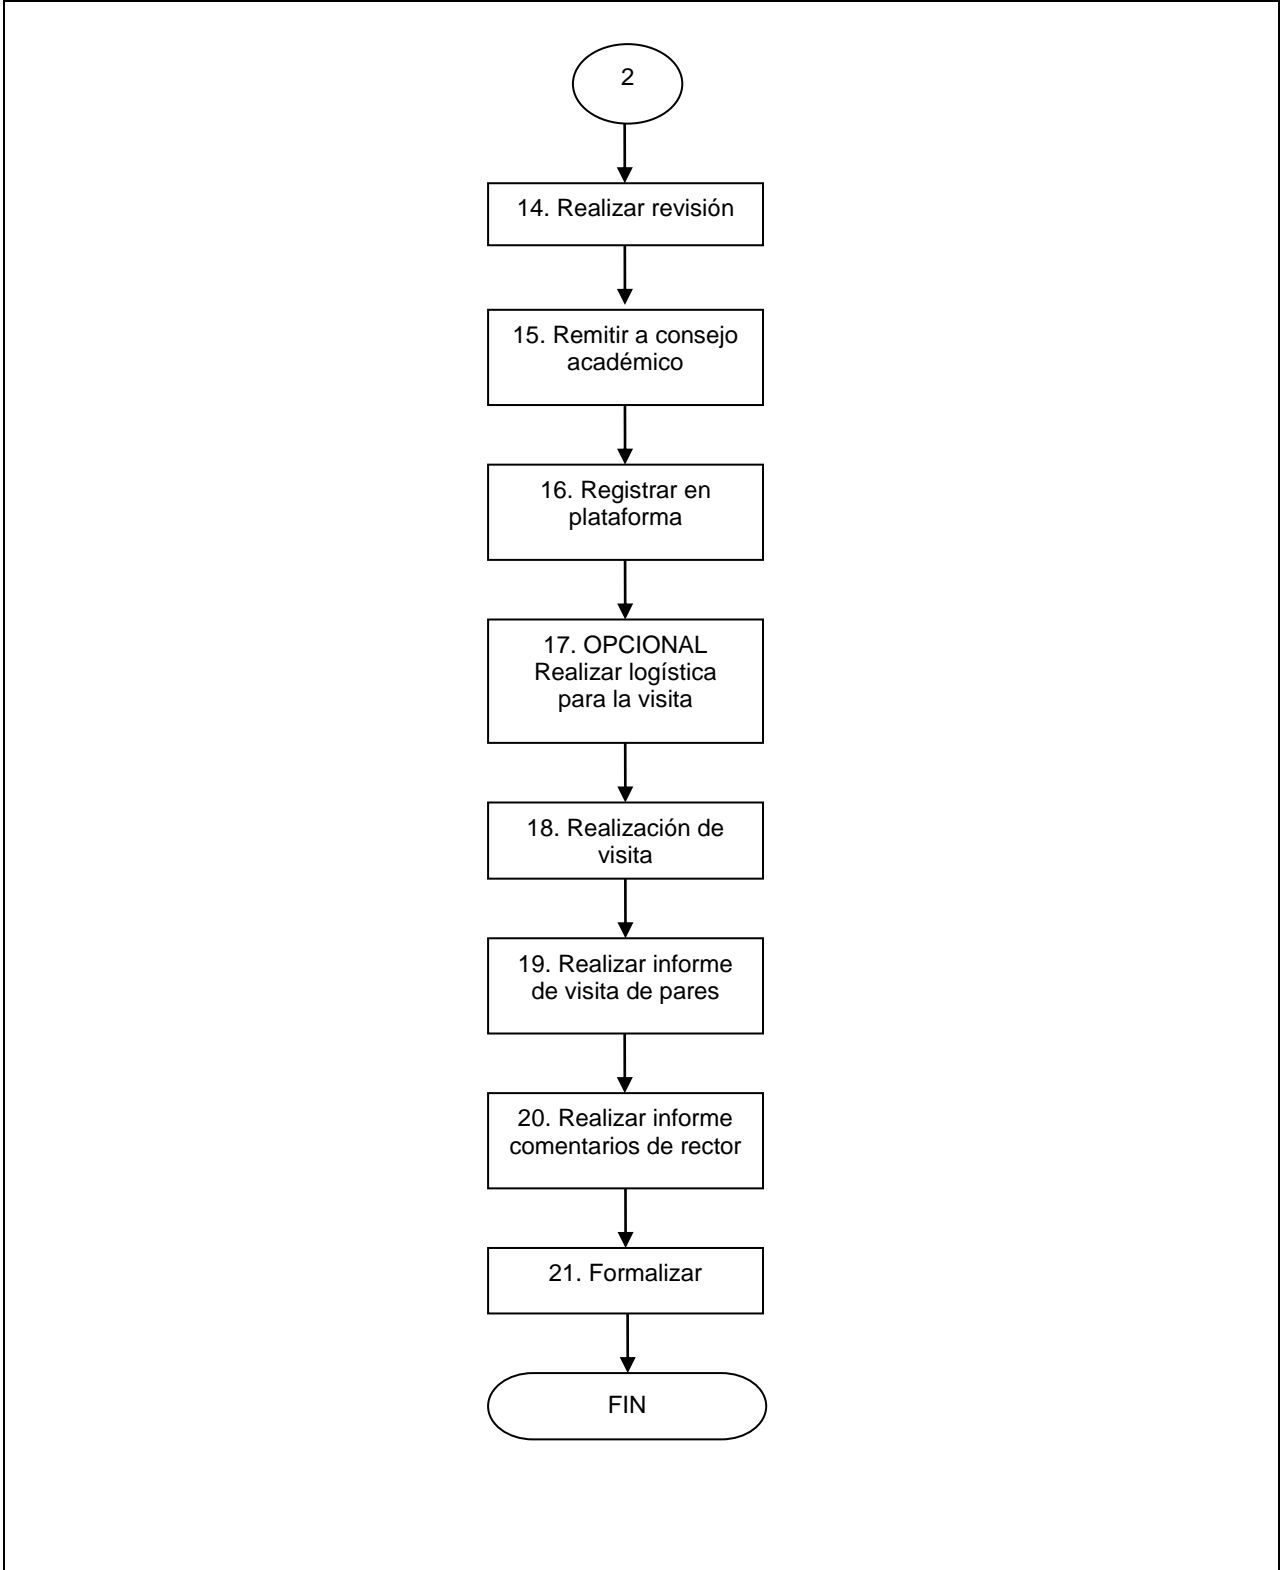 2
14. Realizar revisión
15. Remitir a consejo
académico
16. Registrar en
plataforma
17. OPCIONAL
Realizar logística
para la visita
18. Realización de
visita
19. Realizar informe
de visita de pares
20. Realizar informe
comentarios de rector
21. Formalizar
FIN